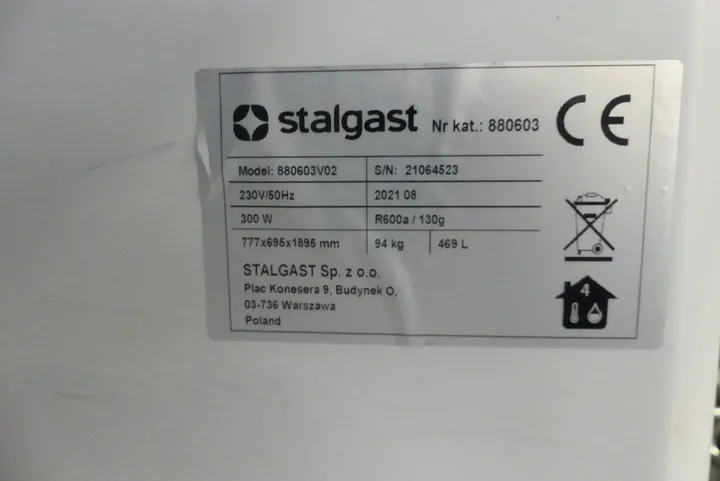 stalgast Nr kat.: 880603 CE
Model: 880603V02 S/N: 21064523
230V/50Hz 2021 08
300 W R600a / 130g
777x695x1895 mm 94 kg 469 L
STALGAST Sp. z o.o.
Plac Konesera 9, Budynek O,
03-736 Warszawa
Poland
4